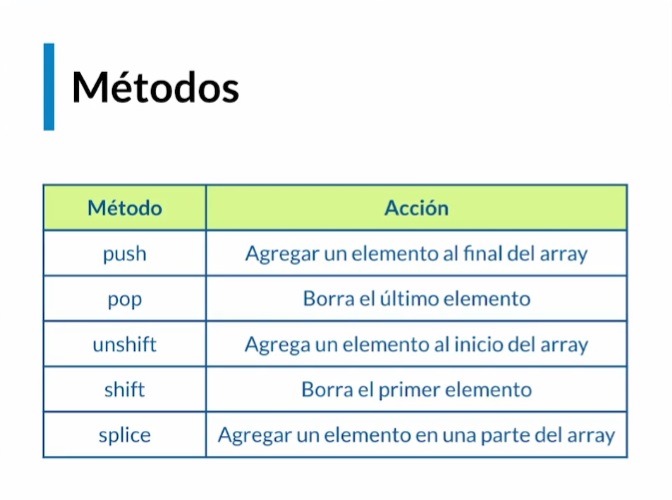 Métodos
Método Acción
push Agregar un elemento al final del array
pop Borra el último elemento
unshift Agrega un elemento al inicio del array
shift Borra el primer elemento
splice Agregar un elemento en una parte del array